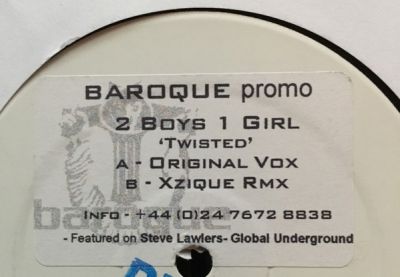 BAROQUE promo
2 BOYS 1 GIRL
'TWISTED'
A - ORIGINAL VOX
B - XZIQUE RMX
baroque
INFO - +44 (0)24 7672 8838
- Featured on Steve Lawlers- Global Underground